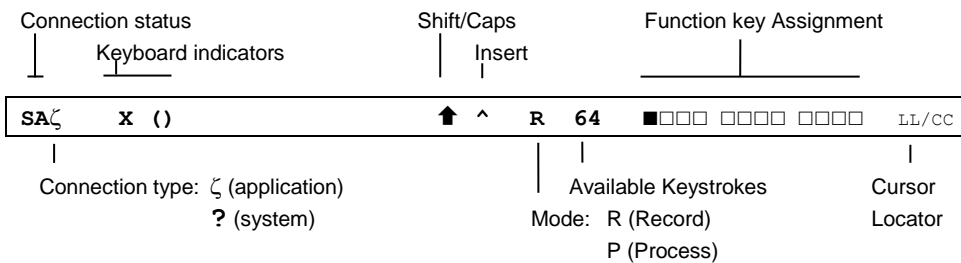 Connection status Shift/Caps Function key Assignment
Keyboard indicators Insert
SAζ X () ⬆ ^ R 64 ■□□□ □□□□ □□□□ LL/CC
Connection type: ζ (application) Available Keystrokes Cursor
? (system) Mode: R (Record) Locator
P (Process)